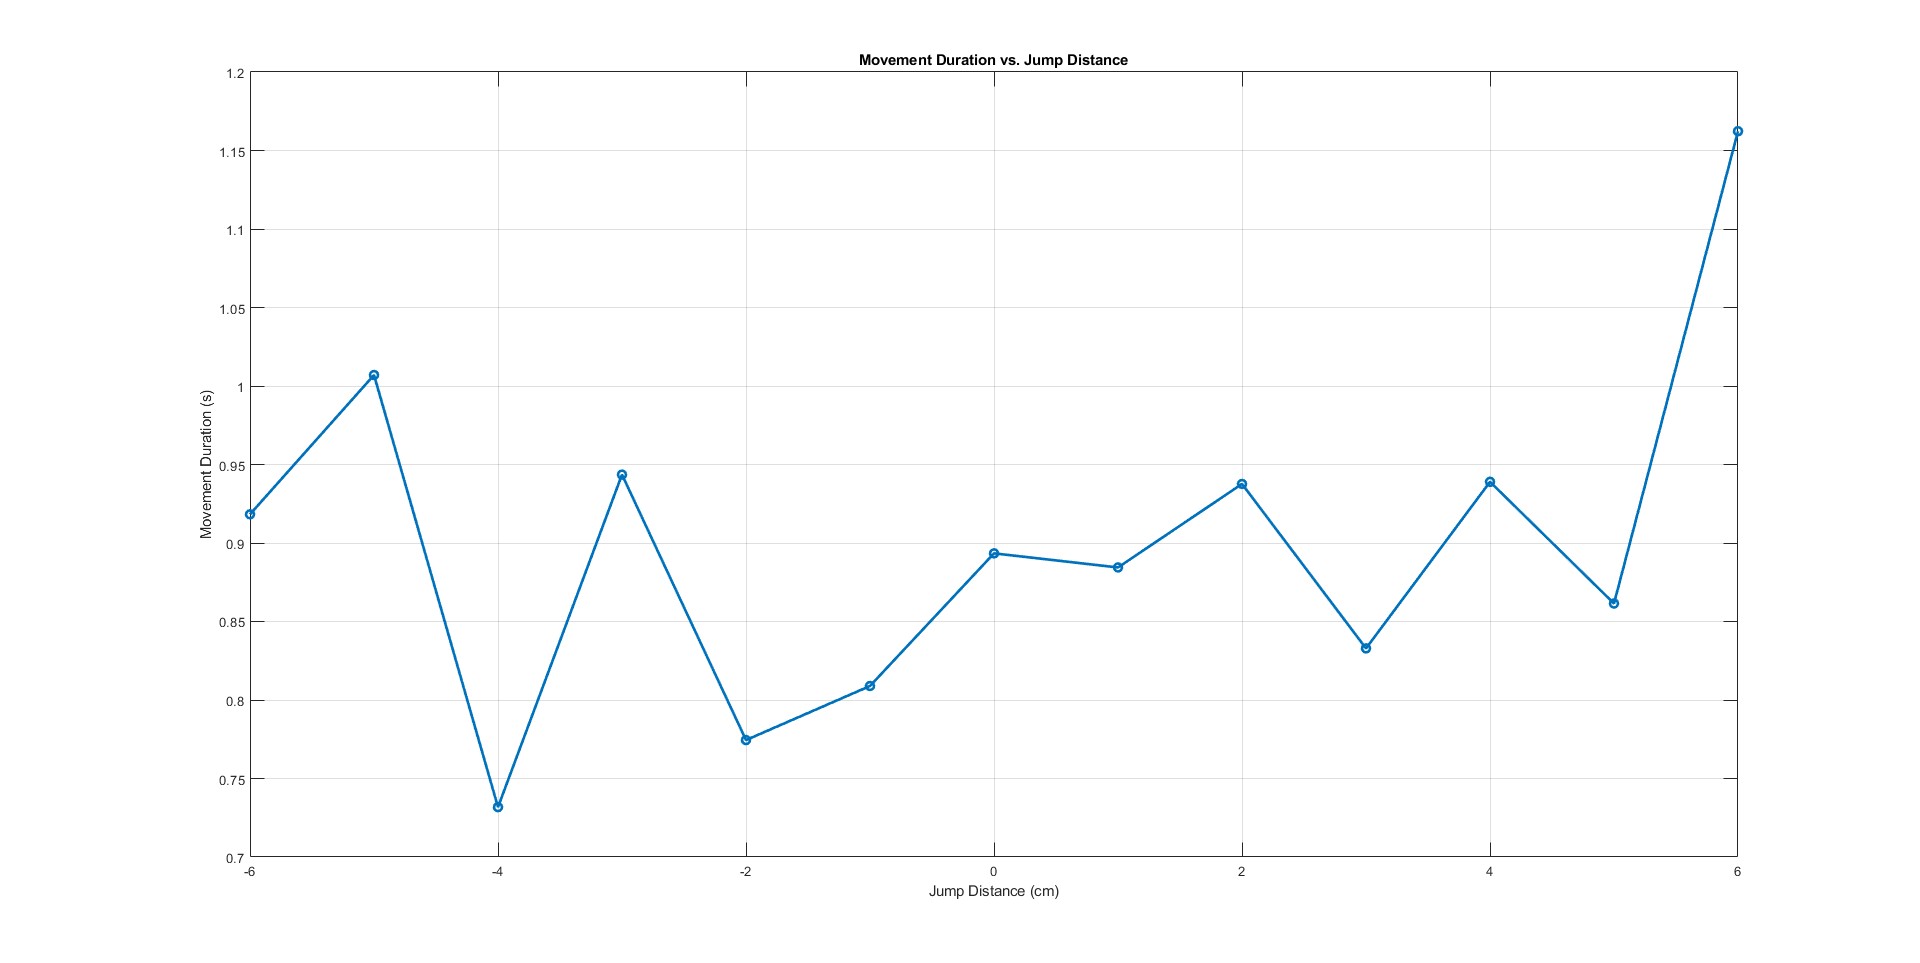 Movement Duration vs. Jump Distance
1.2
1.15
1.1
1.05
1
0.95
0.9
0.85
0.8
0.75
0.7
Movement Duration (s)
-6 -4 -2 0 2 4 6
Jump Distance (cm)